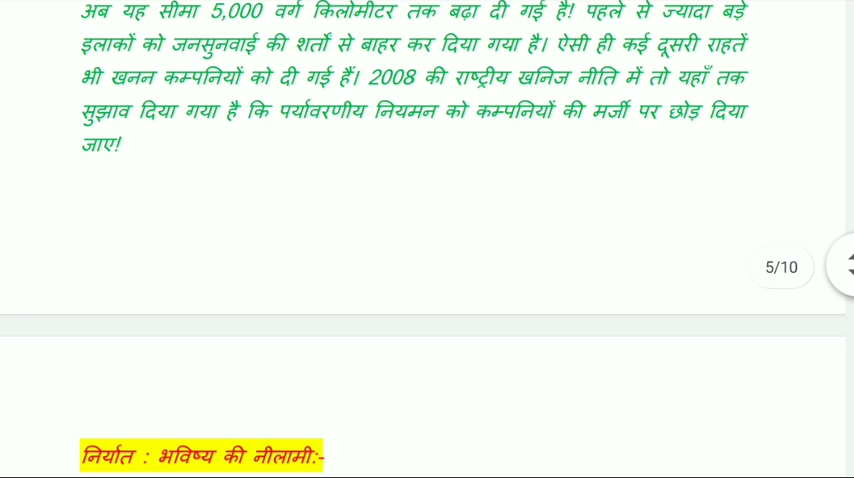 अब यह सीमा 5,000 वर्ग किलोमीटर तक बढ़ा दी गई है! पहले से ज्यादा बड़े
इलाकों को जनसुनवाई की शर्तों से बाहर कर दिया गया है। ऐसी ही कई दूसरी राहतें
भी खनन कम्पनियों को दी गई हैं। 2008 की राष्ट्रीय खनिज नीति में तो यहाँ तक
सुझाव दिया गया है कि पर्यावरणीय नियमन को कम्पनियों की मर्जी पर छोड़ दिया
जाए!
5/10
निर्यात : भविष्य की नीलामी:-